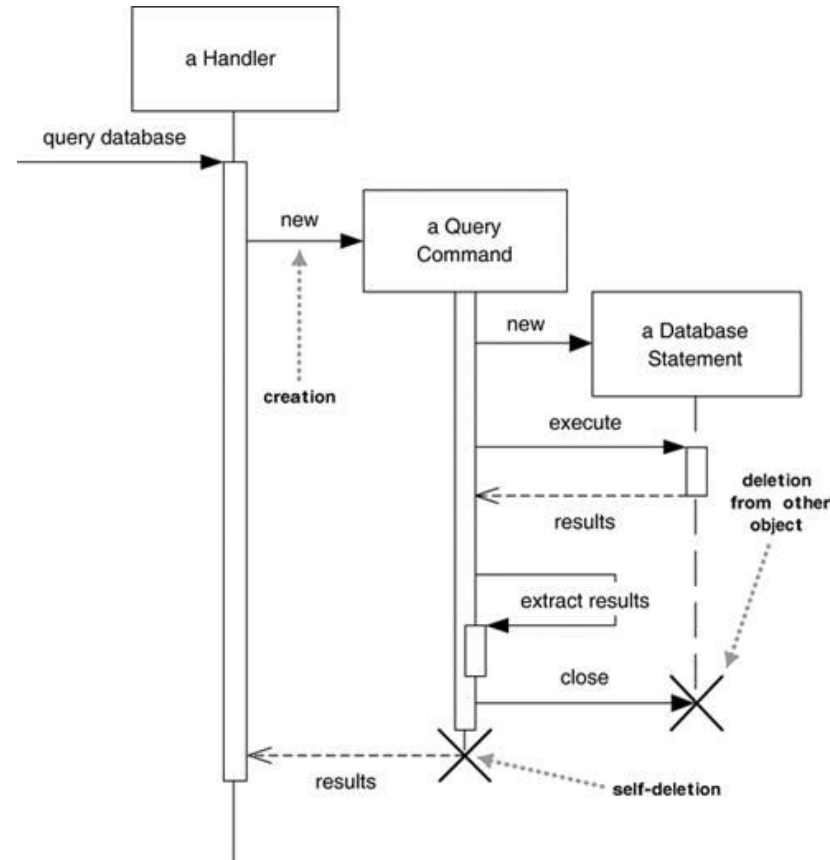 a Handler
query database
new
a Query
Command
new
a Database
Statement
creation
execute
deletion
from other
object
results
extract results
close
results
self-deletion